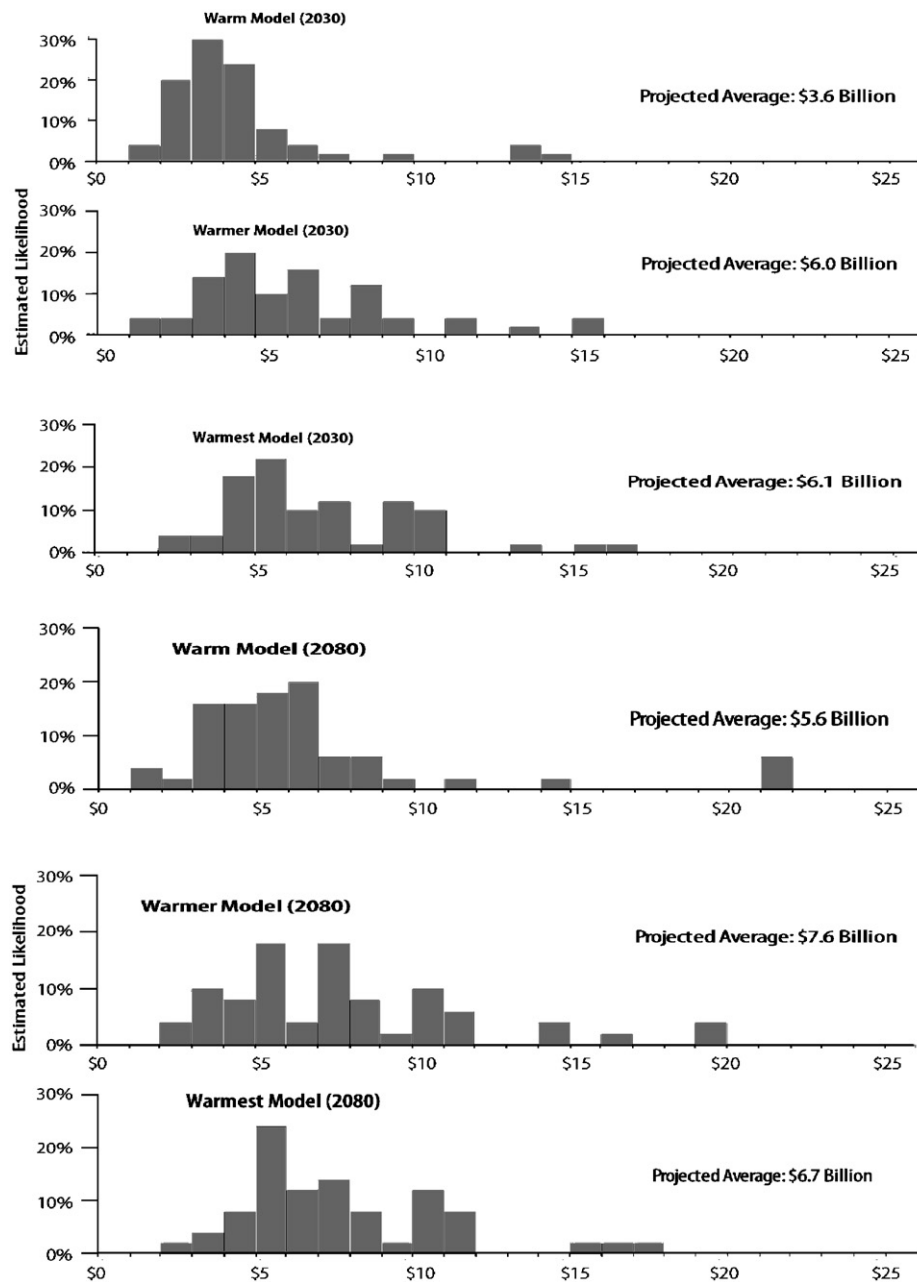 Warm Model (2030)
30%
20%
10%
0%
Projected Average: $3.6 Billion
$0 $5 $10 $15 $20 $25
Estimated Likelihood
Warmer Model (2030)
30%
20%
10%
0%
Projected Average: $6.0 Billion
$0 $5 $10 $15 $20 $25
Warmest Model (2030)
30%
20%
10%
0%
Projected Average: $6.1 Billion
$0 $5 $10 $15 $20 $25
Warm Model (2080)
30%
20%
10%
0%
Projected Average: $5.6 Billion
$0 $5 $10 $15 $20 $25
Estimated Likelihood
Warmer Model (2080)
30%
20%
10%
0%
Projected Average: $7.6 Billion
$0 $5 $10 $15 $20 $25
Warmest Model (2080)
30%
20%
10%
0%
Projected Average: $6.7 Billion
$0 $5 $10 $15 $20 $25